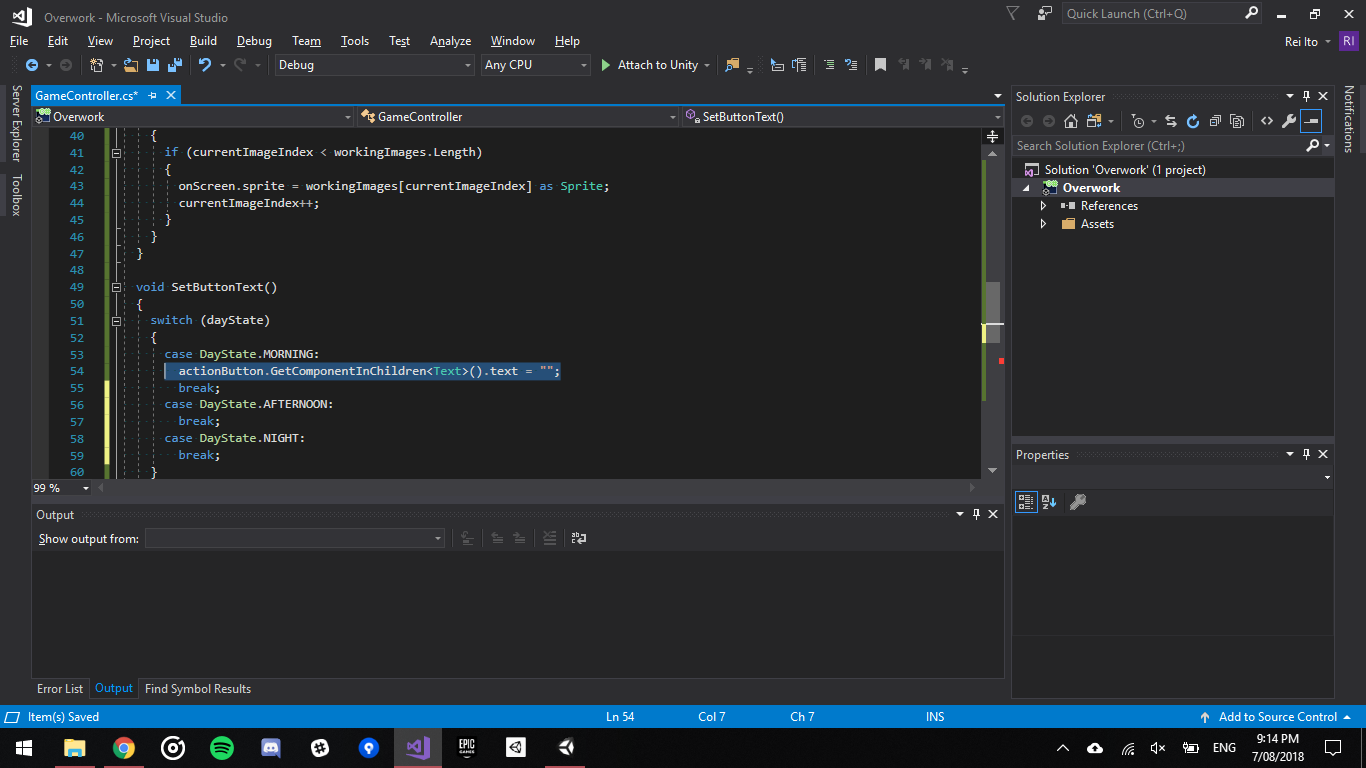 Overwork - Microsoft Visual Studio
Quick Launch (Ctrl+Q)
File Edit View Project Build Debug Team Tools Test Analyze Window Help
Rei Ito RI
Debug Any CPU Attach to Unity
Server Explorer
Toolbox
GameController.cs*
Overwork GameController SetButtonText()
40 {
41 if (currentImageIndex < workingImages.Length)
42 {
43 onScreen.sprite = workingImages[currentImageIndex] as Sprite;
44 currentImageIndex++;
45 }
46 }
47 }
48
49 void SetButtonText()
50 {
51 switch (dayState)
52 {
53 case DayState.MORNING:
54 actionButton.GetComponentInChildren<Text>().text = "";
55 break;
56 case DayState.AFTERNOON:
57 break;
58 case DayState.NIGHT:
59 break;
60 }
99 %
Output
Show output from:
Error List Output Find Symbol Results
Solution Explorer
Search Solution Explorer (Ctrl+;)
Solution 'Overwork' (1 project)
Overwork
References
Assets
Properties
Notifications
Item(s) Saved Ln 54 Col 7 Ch 7 INS Add to Source Control
EPIC GAMES
ENG
9:14 PM
7/08/2018